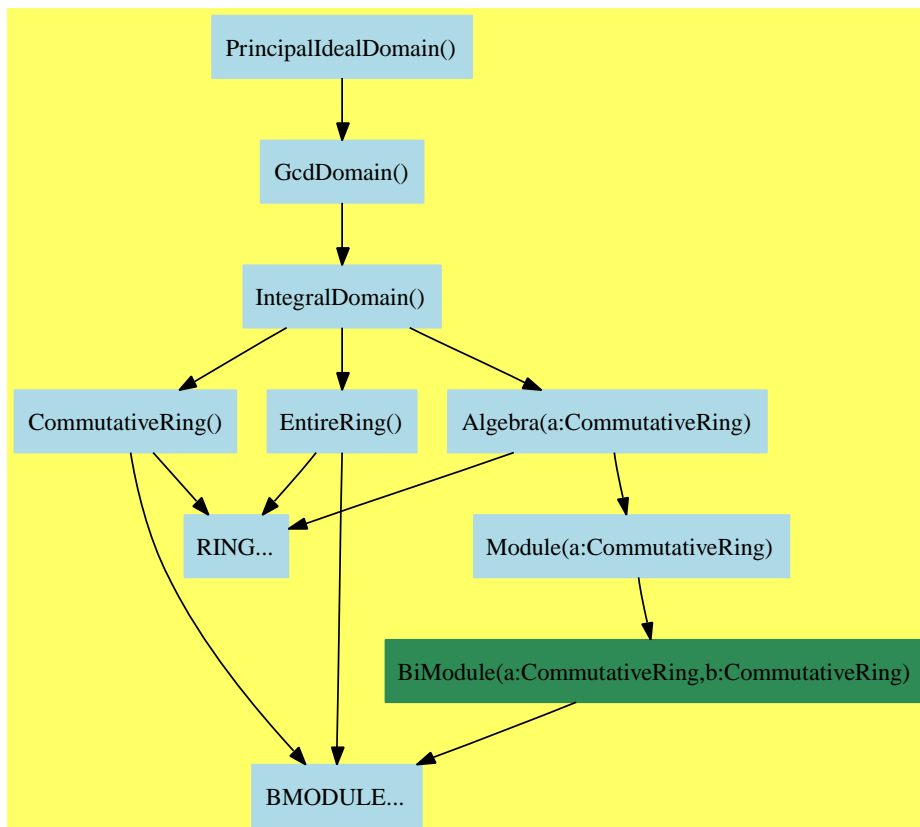 PrincipalIdealDomain()
GcdDomain()
IntegralDomain()
CommutativeRing()
EntireRing()
Algebra(a:CommutativeRing)
RING...
Module(a:CommutativeRing)
BiModule(a:CommutativeRing,b:CommutativeRing)
BMODULE...